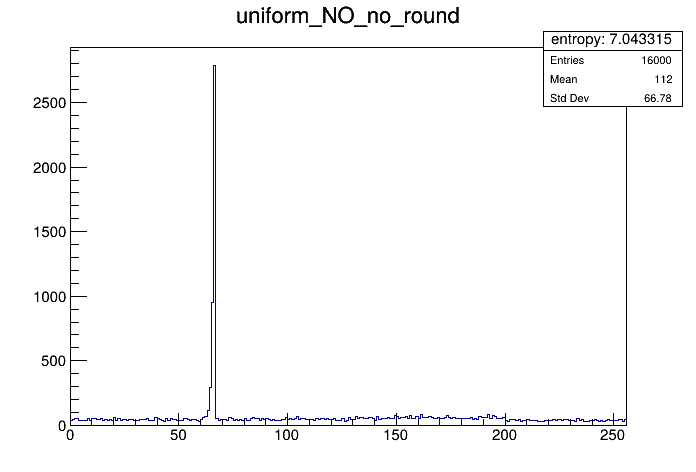 uniform_NO_no_round
entropy: 7.043315
Entries 16000
Mean 112
Std Dev 66.78
2500
2000
1500
1000
500
0
0 50 100 150 200 250